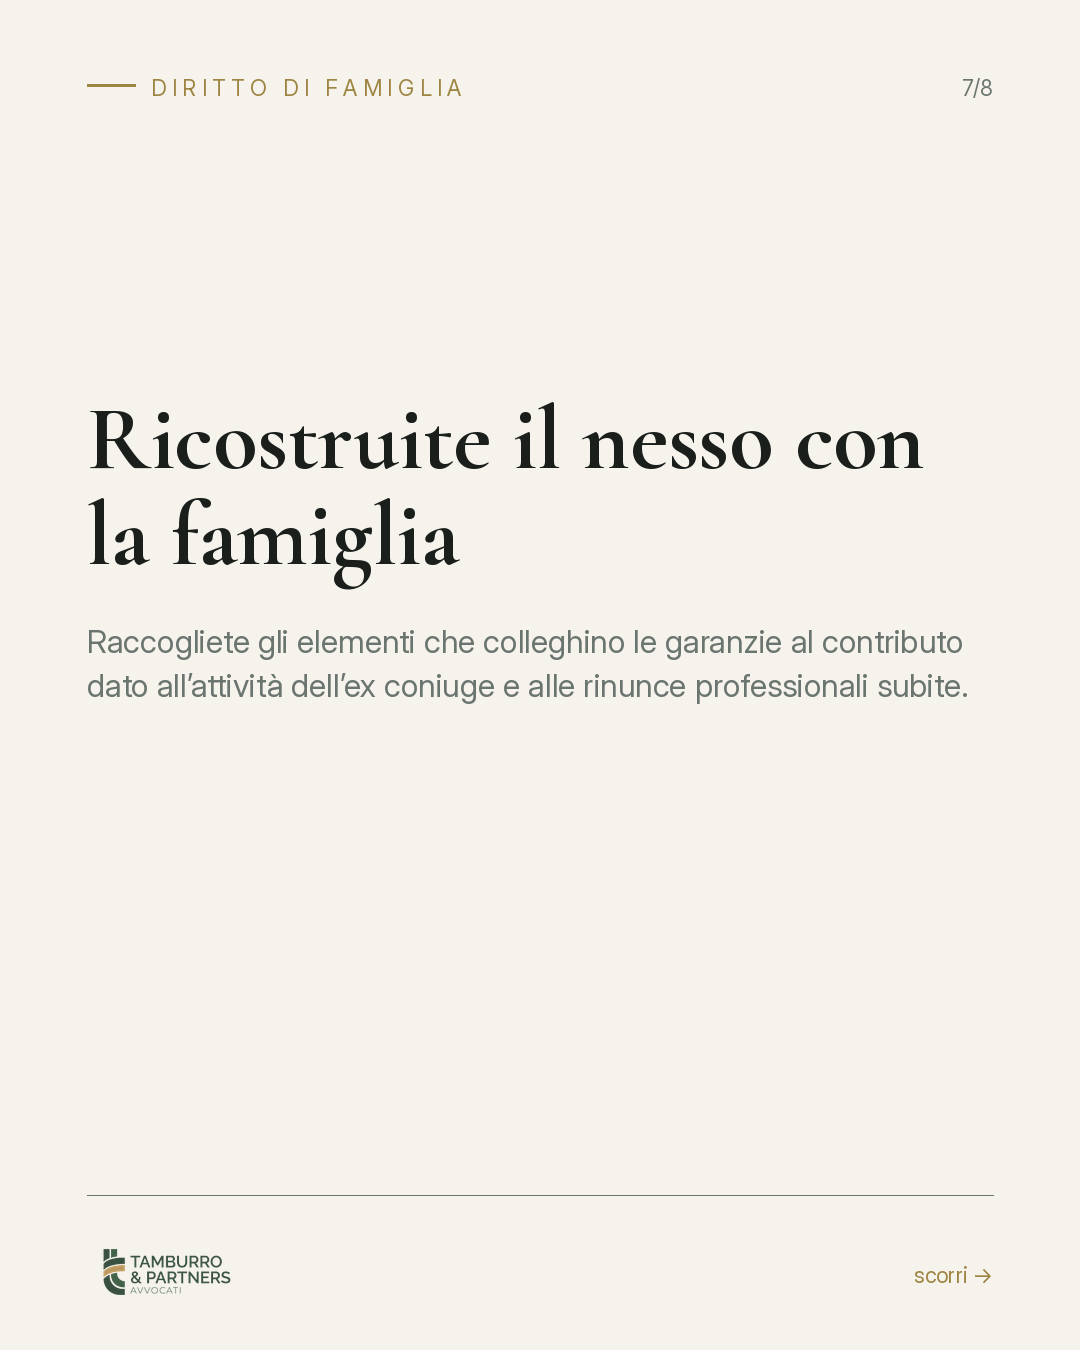 DIRITTO DI FAMIGLIA
7/8
Ricostruite il nesso con
la famiglia
Raccogliete gli elementi che colleghino le garanzie al contributo
dato all’attività dell’ex coniuge e alle rinunce professionali subite.
TAMBURRO
& PARTNERS
AVVOCATI
scorri →